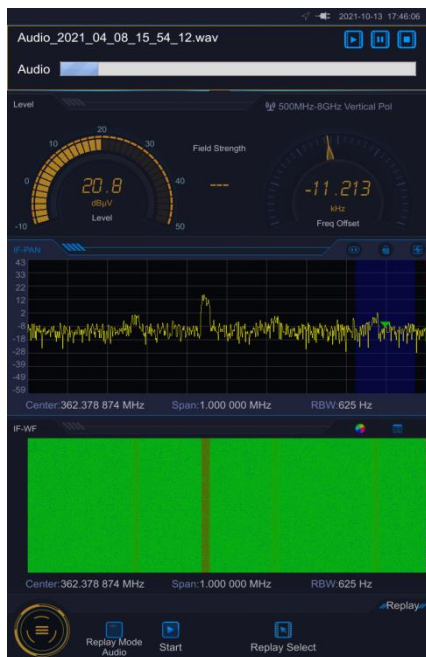 2021-10-13 17:46:06
Audio_2021_04_08_15_54_12.wav
Audio
Level
500MHz-8GHz Vertical Pol
20
10
30
Field Strength
0
40
20.8
---
-11.213
dBµV
kHz
Level
Freq Offset
-10
50
IF-PAN
43
33
22
12
2
-8
-18
-28
-39
-49
-59
Center:362.378 874 MHz Span:1.000 000 MHz RBW:625 Hz
IF-WF
Center:362.378 874 MHz Span:1.000 000 MHz RBW:625 Hz
Replay
Replay Mode
Audio
Start
Replay Select